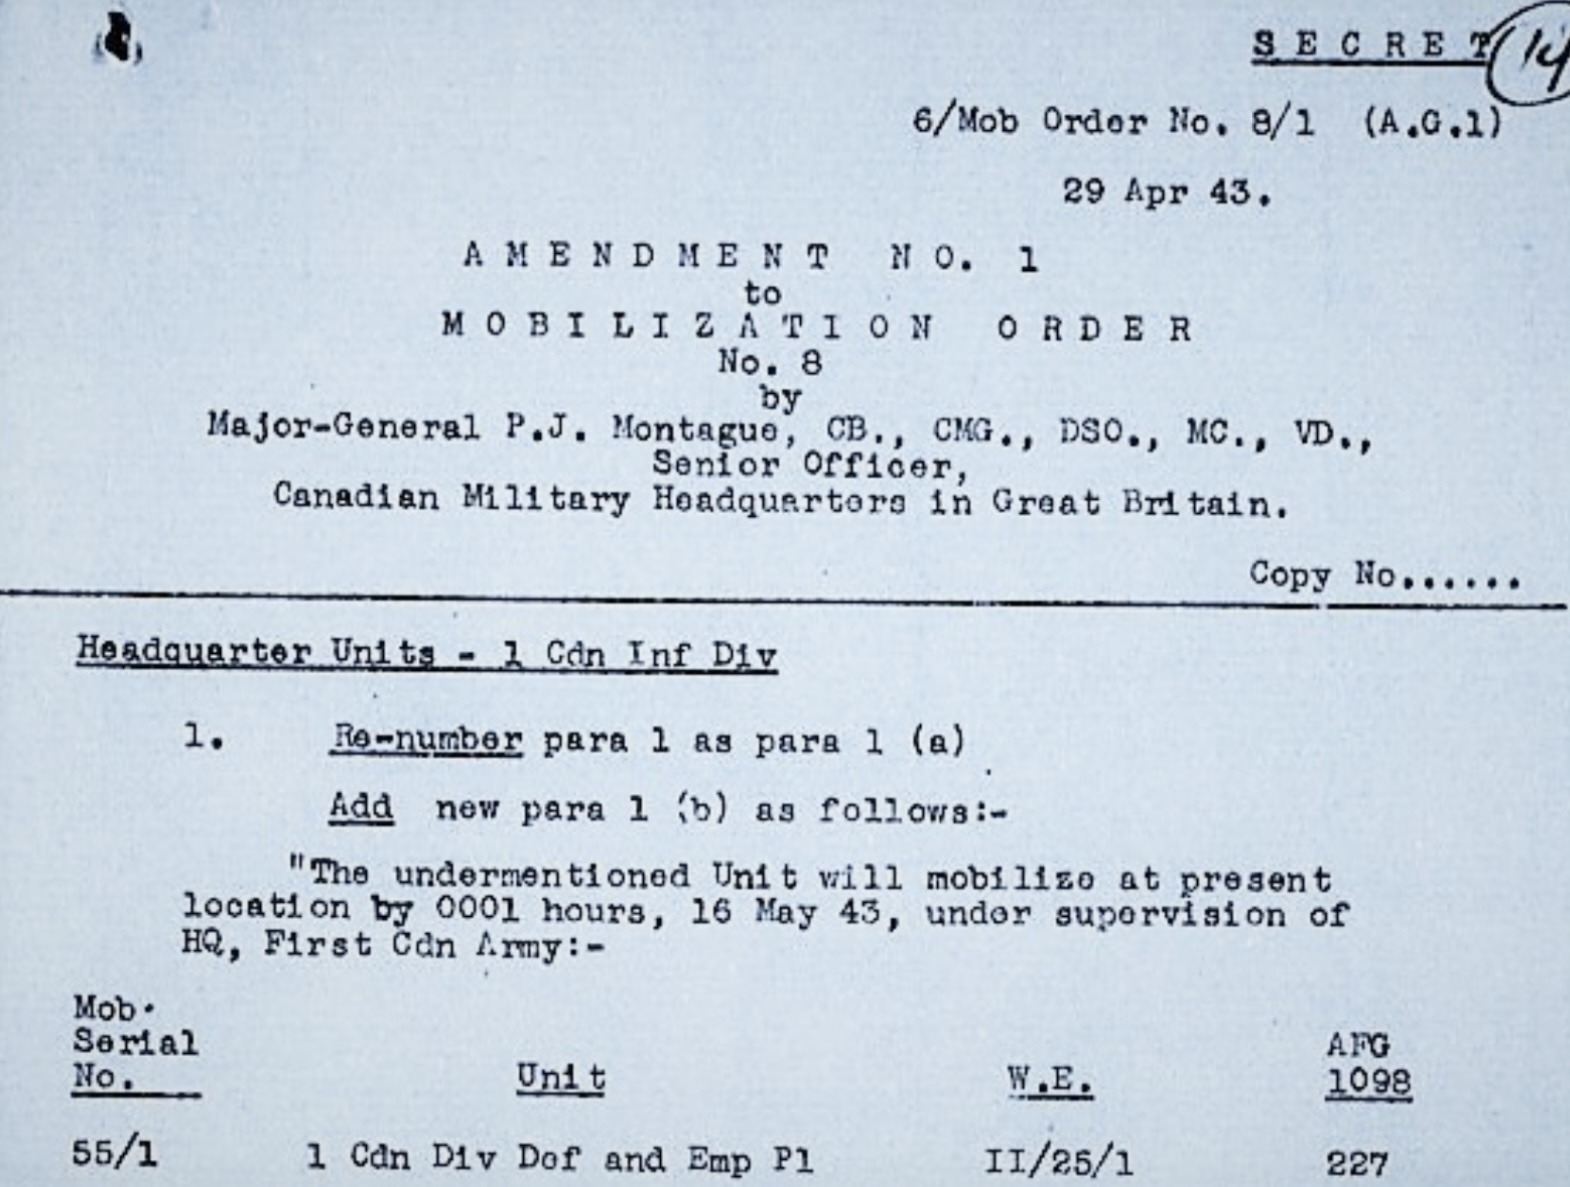 SECRET 14
6/Mob Order No. 8/1 (A.G.1)
29 Apr 43.
AMENDMENT NO. 1
to
MOBILIZATION ORDER
No. 8
by
Major-General P.J. Montague, CB., CMG., DSO., MC., VD.,
Senior Officer,
Canadian Military Headquarters in Great Britain.
Copy No......
Headquarter Units - 1 Cdn Inf Div
1. Re-number para 1 as para 1 (a)
Add new para 1 (b) as follows:-
"The undermentioned Unit will mobilize at present
location by 0001 hours, 16 May 43, under supervision of
HQ, First Cdn Army:-
Mob.
Serial AFG
No. Unit W.E. 1098
55/1 1 Cdn Div Def and Emp Pl II/25/1 227